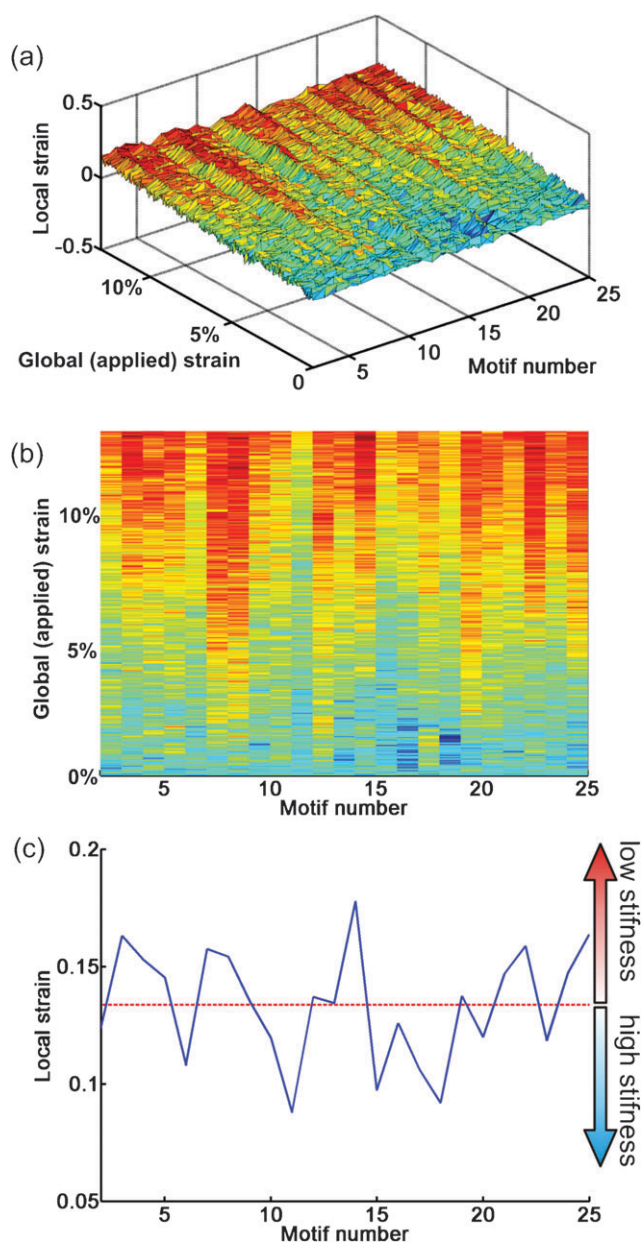 (a)
0.5
0
−0.5
Local strain
10%
5%
0
Global (applied) strain
5
10
15
20
25
Motif number
(b)
10%
5%
0%
Global (applied) strain
5
10
15
20
25
Motif number
(c)
0.2
0.15
0.1
0.05
Local strain
5
10
15
20
25
Motif number
low stiffness
high stiffness